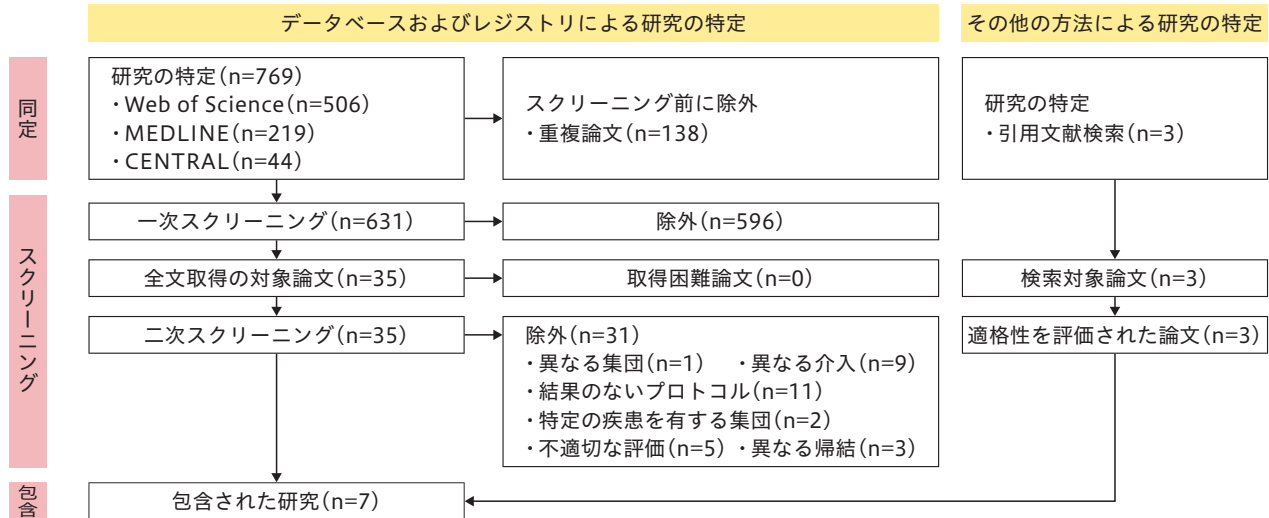 データベースおよびレジストリによる研究の特定
その他の方法による研究の特定
同定
研究の特定(n=769)
・Web of Science(n=506)
・MEDLINE(n=219)
・CENTRAL(n=44)
スクリーニング前に除外
・重複論文(n=138)
研究の特定
・引用文献検索(n=3)
スクリーニング
一次スクリーニング(n=631)
除外(n=596)
全文取得の対象論文(n=35)
取得困難論文(n=0)
検索対象論文(n=3)
二次スクリーニング(n=35)
除外(n=31)
・異なる集団(n=1) ・異なる介入(n=9)
・結果のないプロトコル(n=11)
・特定の疾患を有する集団(n=2)
・不適切な評価(n=5) ・異なる帰結(n=3)
適格性を評価された論文(n=3)
包含
包含された研究(n=7)